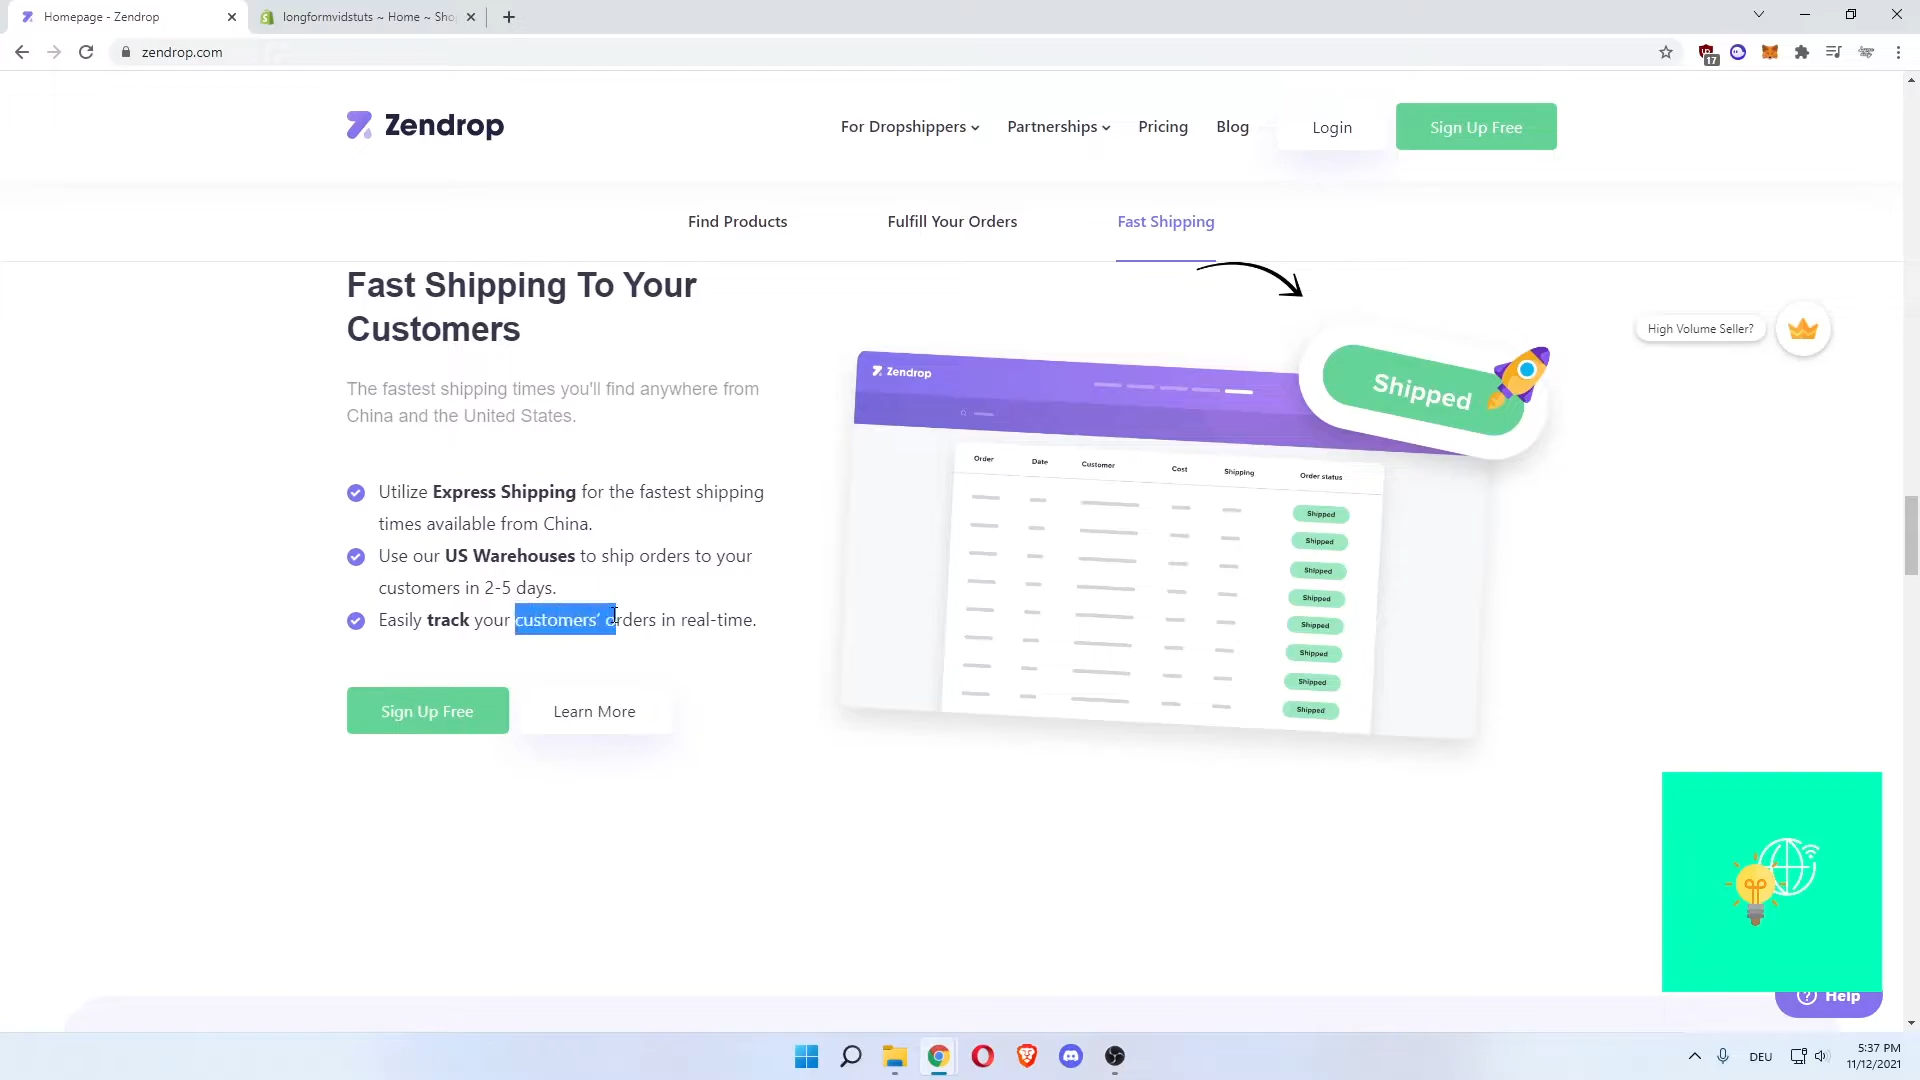 Homepage - Zendrop
longformvidstuts ~ Home ~ Sho
zendrop.com
17
Zendrop
For Dropshippers
Partnerships
Pricing
Blog
Login
Sign Up Free
Find Products
Fulfill Your Orders
Fast Shipping
Fast Shipping To Your
Customers
High Volume Seller?
The fastest shipping times you'll find anywhere from
China and the United States.
Utilize Express Shipping for the fastest shipping
times available from China.
Use our US Warehouses to ship orders to your
customers in 2-5 days.
Easily track your customers’ orders in real-time.
Sign Up Free
Learn More
Zendrop
Shipped
Order Date Customer Cost Shipping Order status
Shipped
Shipped
Shipped
Shipped
Shipped
Shipped
Shipped
Shipped
Help
DEU
5:37 PM
11/12/2021